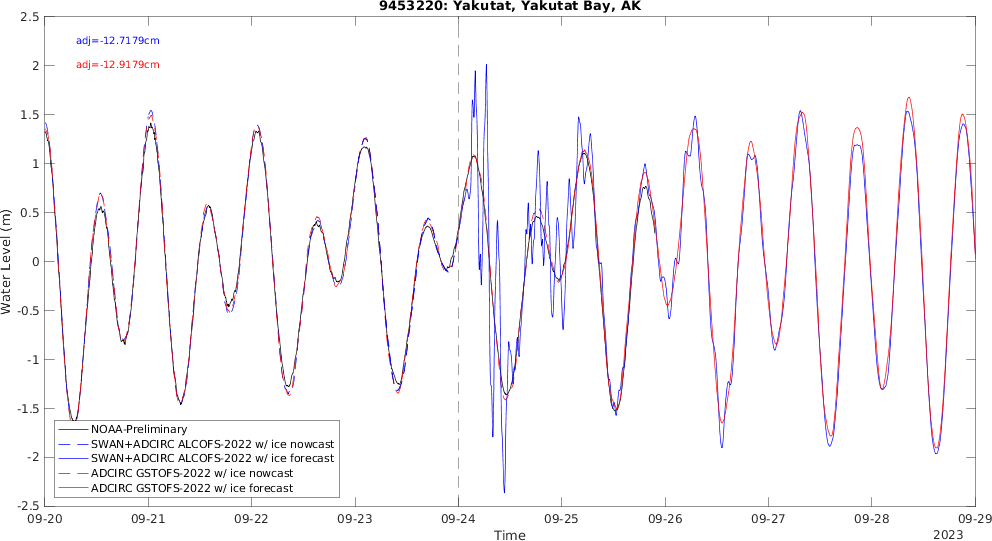 9453220: Yakutat, Yakutat Bay, AK
adj=-12.7179cm
adj=-12.9179cm
2.5
2
1.5
1
0.5
0
-0.5
-1
-1.5
-2
-2.5
Water Level (m)
NOAA-Preliminary
SWAN+ADCIRC ALCOFS-2022 w/ ice nowcast
SWAN+ADCIRC ALCOFS-2022 w/ ice forecast
ADCIRC GSTOFS-2022 w/ ice nowcast
ADCIRC GSTOFS-2022 w/ ice forecast
09-20 09-21 09-22 09-23 09-24 09-25 09-26 09-27 09-28 09-29
Time
2023